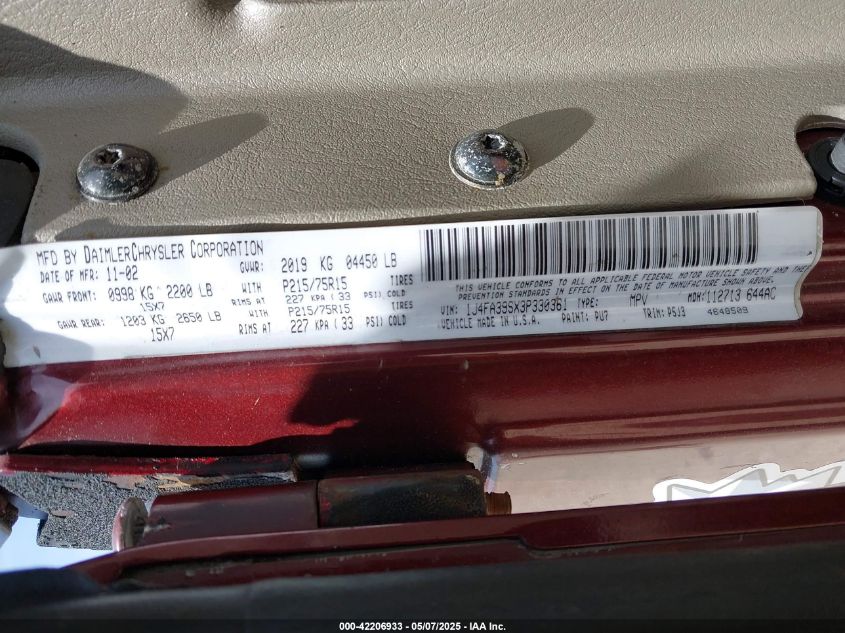 MFD BY DAIMLERCHRYSLER CORPORATION
DATE OF MFR: 11-02 GVWR: 2019 KG 04450 LB
GAWR FRONT: 0998 KG 2200 LB WITH P215/75R15 TIRES
15X7 RIMS AT 227 KPA (33 PSI) COLD
GAWR REAR: 1203 KG 2650 LB WITH P215/75R15 TIRES
15X7 RIMS AT 227 KPA (33 PSI) COLD
THIS VEHICLE CONFORMS TO ALL APPLICABLE FEDERAL MOTOR VEHICLE SAFETY AND THEFT
PREVENTION STANDARDS IN EFFECT ON THE DATE OF MANUFACTURE SHOWN ABOVE.
VIN: 1J4FA39SX3P330361 TYPE: MPV MDH: 112713 644AC
VEHICLE MADE IN U.S.A. PAINT: PU7 TRIM: PSJ3 4648509
000-42206933 - 05/07/2025 - IAA Inc.